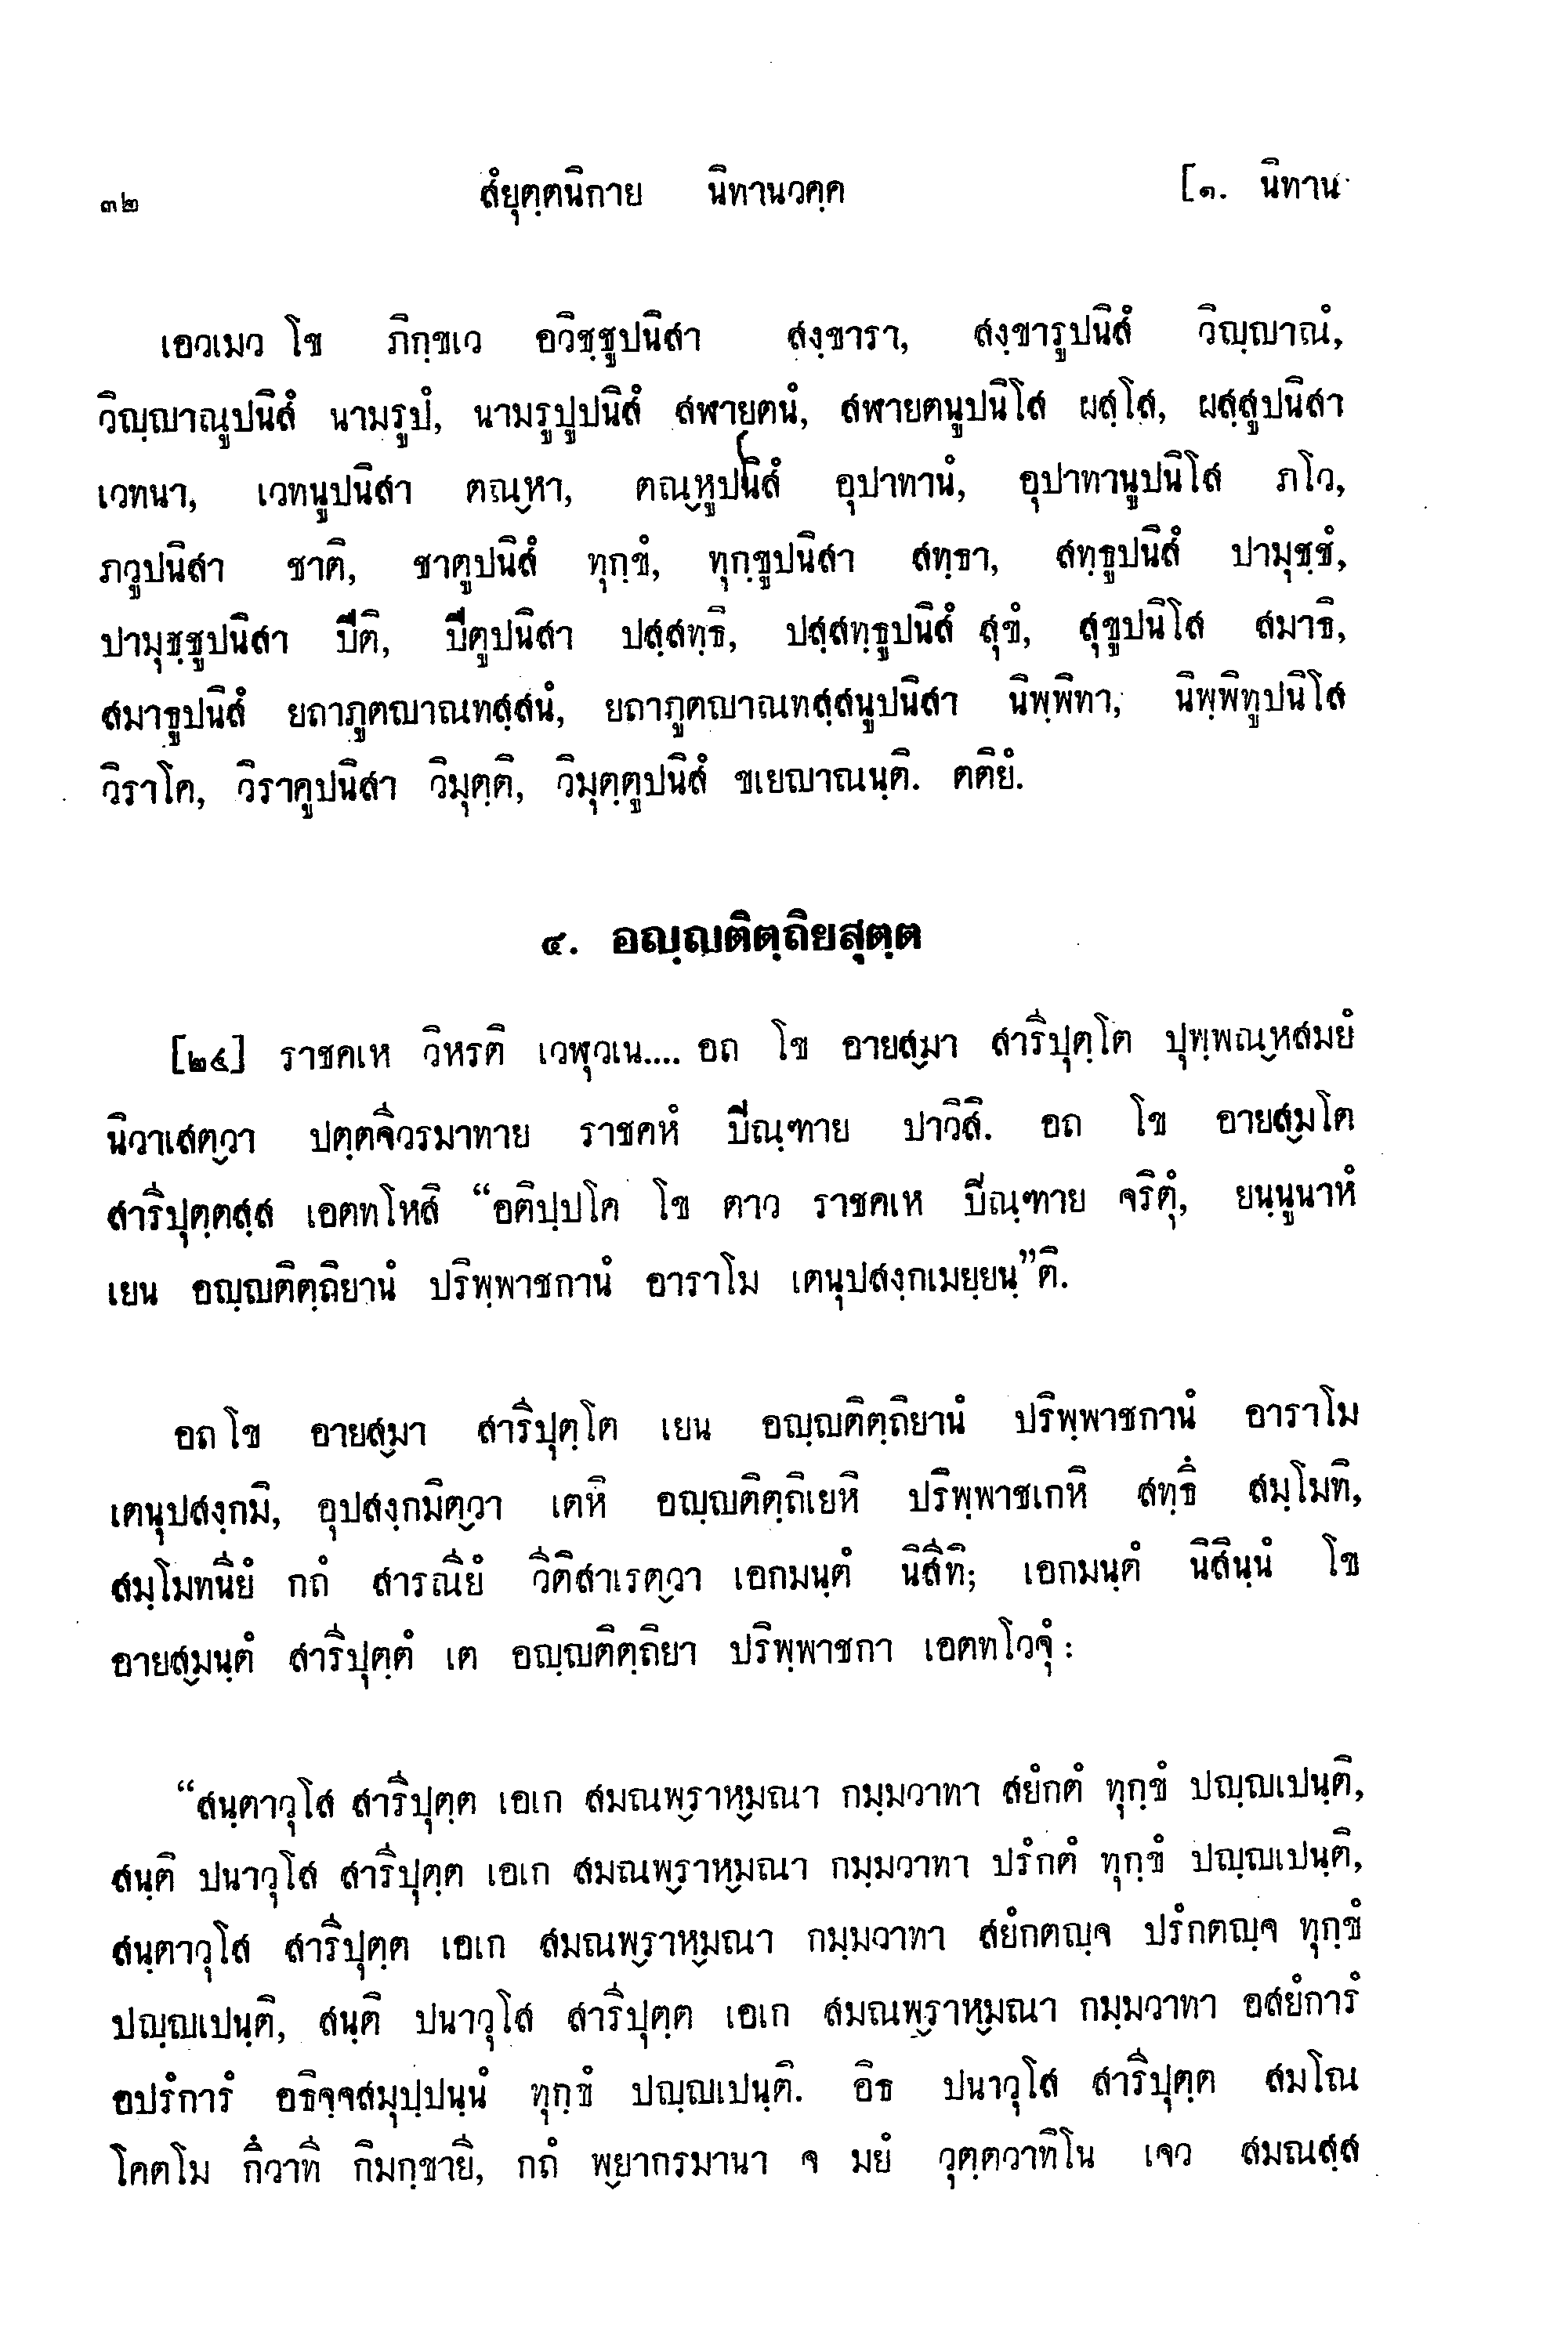 ๓๒ สํยุตฺตนิกาย นิทานวคฺค [๑. นิทาน
เอวเมว โข ภิกฺขเว อวิชฺชูปนิสา สงฺขารา, สงฺขารูปนิสํ วิญฺญาณํ,
วิญฺญาณูปนิสํ นามรูปํ, นามรูปูปนิสํ สฬายตนํ, สฬายตนูปนิโส ผสฺโส, ผสฺสูปนิสา
เวทนา, เวทนูปนิสา ตณฺหา, ตณฺหูปนิสํ อุปาทานํ, อุปาทานูปนิโส ภโว,
ภวูปนิสา ชาติ, ชาตูปนิสํ ทุกฺขํ, ทุกฺขูปนิสา สทฺธา, สทฺธูปนิสํ ปามุชฺชํ,
ปามุชฺชูปนิสา ปีติ, ปีตูปนิสา ปสฺสทฺธิ, ปสฺสทฺธูปนิสํ สุขํ, สุขูปนิโส สมาธิ,
สมาธูปนิสํ ยถาภูตญาณทสฺสนํ, ยถาภูตญาณทสฺสนูปนิสา นิพฺพิทา, นิพฺพิทูปนิโส
วิราโค, วิราคูปนิสา วิมุตฺติ, วิมุตฺตูปนิสํ ขเยญาณนฺติ. ตติยํ.
๔. อญฺญติตฺถิยสุตฺต
[๒๔] ราชคเห วิหรติ เวฬุวเน.... อถ โข อายสฺมา สารีปุตฺโต ปุพฺพณฺหสมยํ
นิวาเสตฺวา ปตฺตจีวรมาทาย ราชคหํ ปิณฺฑาย ปาวิสิ. อถ โข อายสฺมโต
สารีปุตฺตสฺส เอตทโหสิ “อติปฺปโค โข ตาว ราชคเห ปิณฺฑาย จริตุํ, ยนฺนูนาหํ
เยน อญฺญติตฺถิยานํ ปริพฺพาชกานํ อาราโม เตนุปสงฺกเมยฺยนฺ”ติ.
อถ โข อายสฺมา สารีปุตฺโต เยน อญฺญติตฺถิยานํ ปริพฺพาชกานํ อาราโม
เตนุปสงฺกมิ, อุปสงฺกมิตฺวา เตหิ อญฺญติตฺถิเยหิ ปริพฺพาชเกหิ สทฺธึ สมฺโมทิ,
สมฺโมทนียํ กถํ สารณียํ วีติสาเรตฺวา เอกมนฺตํ นิสีทิ; เอกมนฺตํ นิสินฺนํ โข
อายสฺมนฺตํ สารีปุตฺตํ เต อญฺญติตฺถิยา ปริพฺพาชกา เอตทโวจุํ :
“สนฺตาวุโส สารีปุตฺต เอเก สมณพฺราหฺมณา กมฺมวาทา สยํกตํ ทุกฺขํ ปญฺญเปนฺติ,
สนฺติ ปนาวุโส สารีปุตฺต เอเก สมณพฺราหฺมณา กมฺมวาทา ปรํกตํ ทุกฺขํ ปญฺญเปนฺติ,
สนฺตาวุโส สารีปุตฺต เอเก สมณพฺราหฺมณา กมฺมวาทา สยํกตญฺจ ปรํกตญฺจ ทุกฺขํ
ปญฺญเปนฺติ, สนฺติ ปนาวุโส สารีปุตฺต เอเก สมณพฺราหฺมณา กมฺมวาทา อสยํการํ
อปรํการํ อธิจฺจสมุปฺปนฺนํ ทุกฺขํ ปญฺญเปนฺติ. อิธ ปนาวุโส สารีปุตฺต สมโณ
โคตโม กึวาที กิมกฺขายี, กถํ พฺยากรมานา จ มยํ วุตฺตวาทิโน เจว สมณสฺส